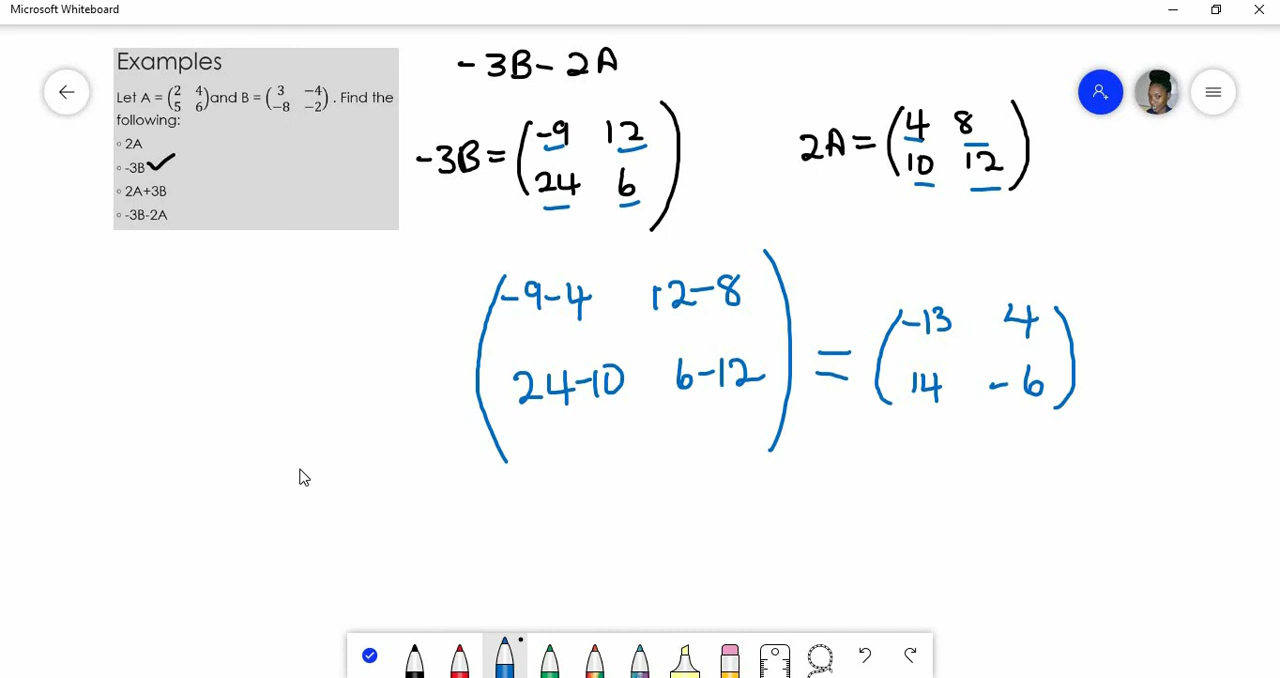 Microsoft Whiteboard
Examples
Let A = (2 4
5 6) and B = (3 −4
−8 −2) . Find the
following:
◦ 2A
◦ -3B
◦ 2A+3B
◦ -3B-2A
-3B-2A
-3B = (-9 12
24 6)
2A = (4 8
10 12)
(-9-4 12-8
24-10 6-12) = (-13 4
14 -6)